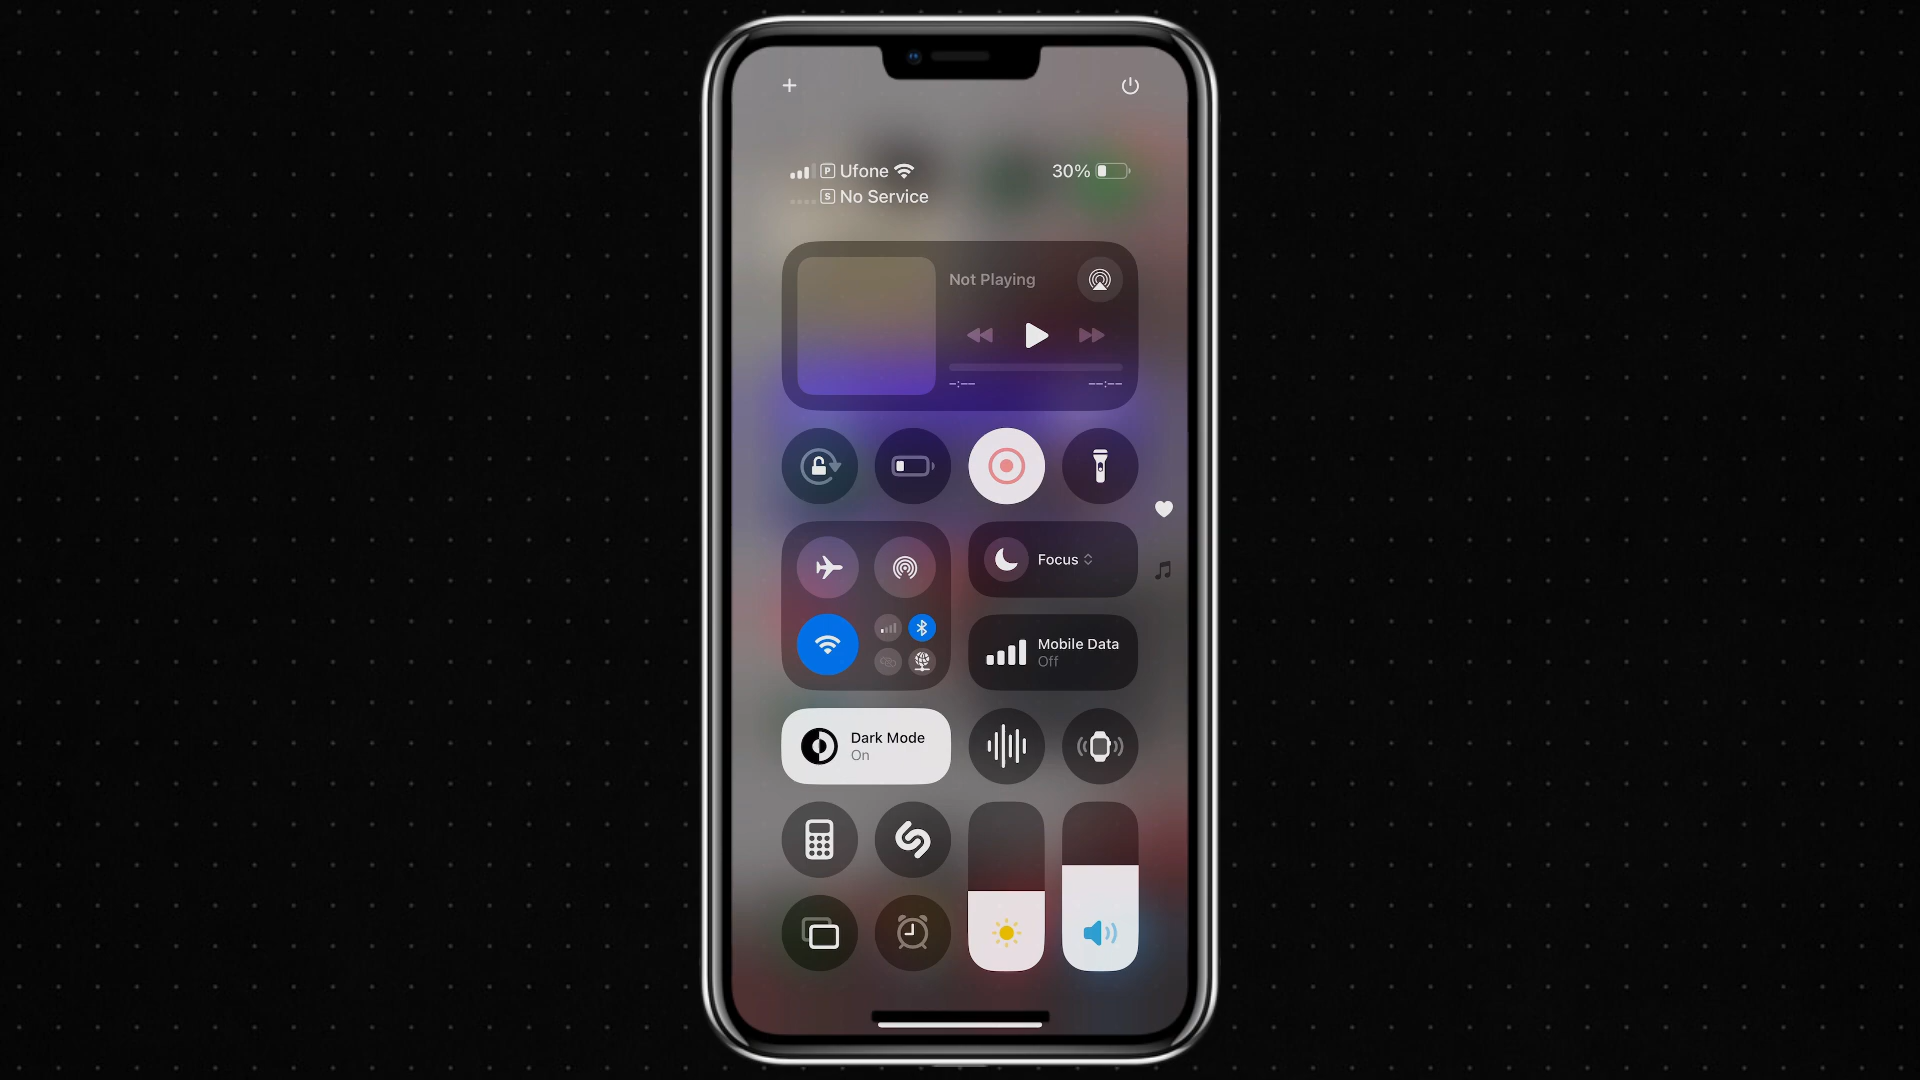 P Ufone 30%
S No Service
Not Playing
-:-- --:--
Focus
Mobile Data
Off
Dark Mode
On